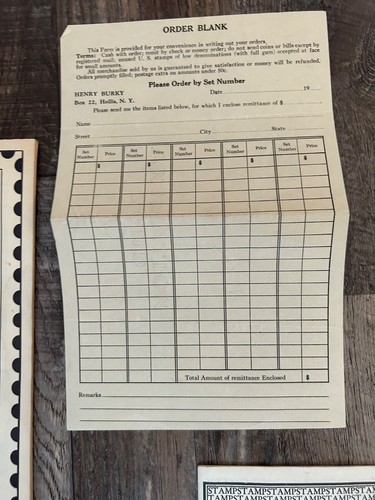 ORDER BLANK
This Form is provided for your convenience in writing out your orders.
Terms: Cash with order; remit by check or money order; do not send coins or bills except by
registered mail; unused U. S. stamps of low denominations (with full gum) accepted at face
for small amounts.
All merchandise sold by us is guaranteed to give satisfaction or money will be refunded.
Orders promptly filled; postage extra on amounts under 50c.
Please Order by Set Number
HENRY BURKY Date 19
Box 22, Hollis, N. Y.
Please send me the items listed below, for which I enclose remittance of $
Name
Street City State
Set Number Price Set Number Price Set Number Price Set Number Price Set Number Price
$ $ $ $ $
Total Amount of remittance Enclosed $
Remarks
STAMPSTAMPSTAMPSTAMPSTAMPSTAMPSTAM
TAMPSTAMPSTAMPSTAMPSTAMPSTAMPSTAMP